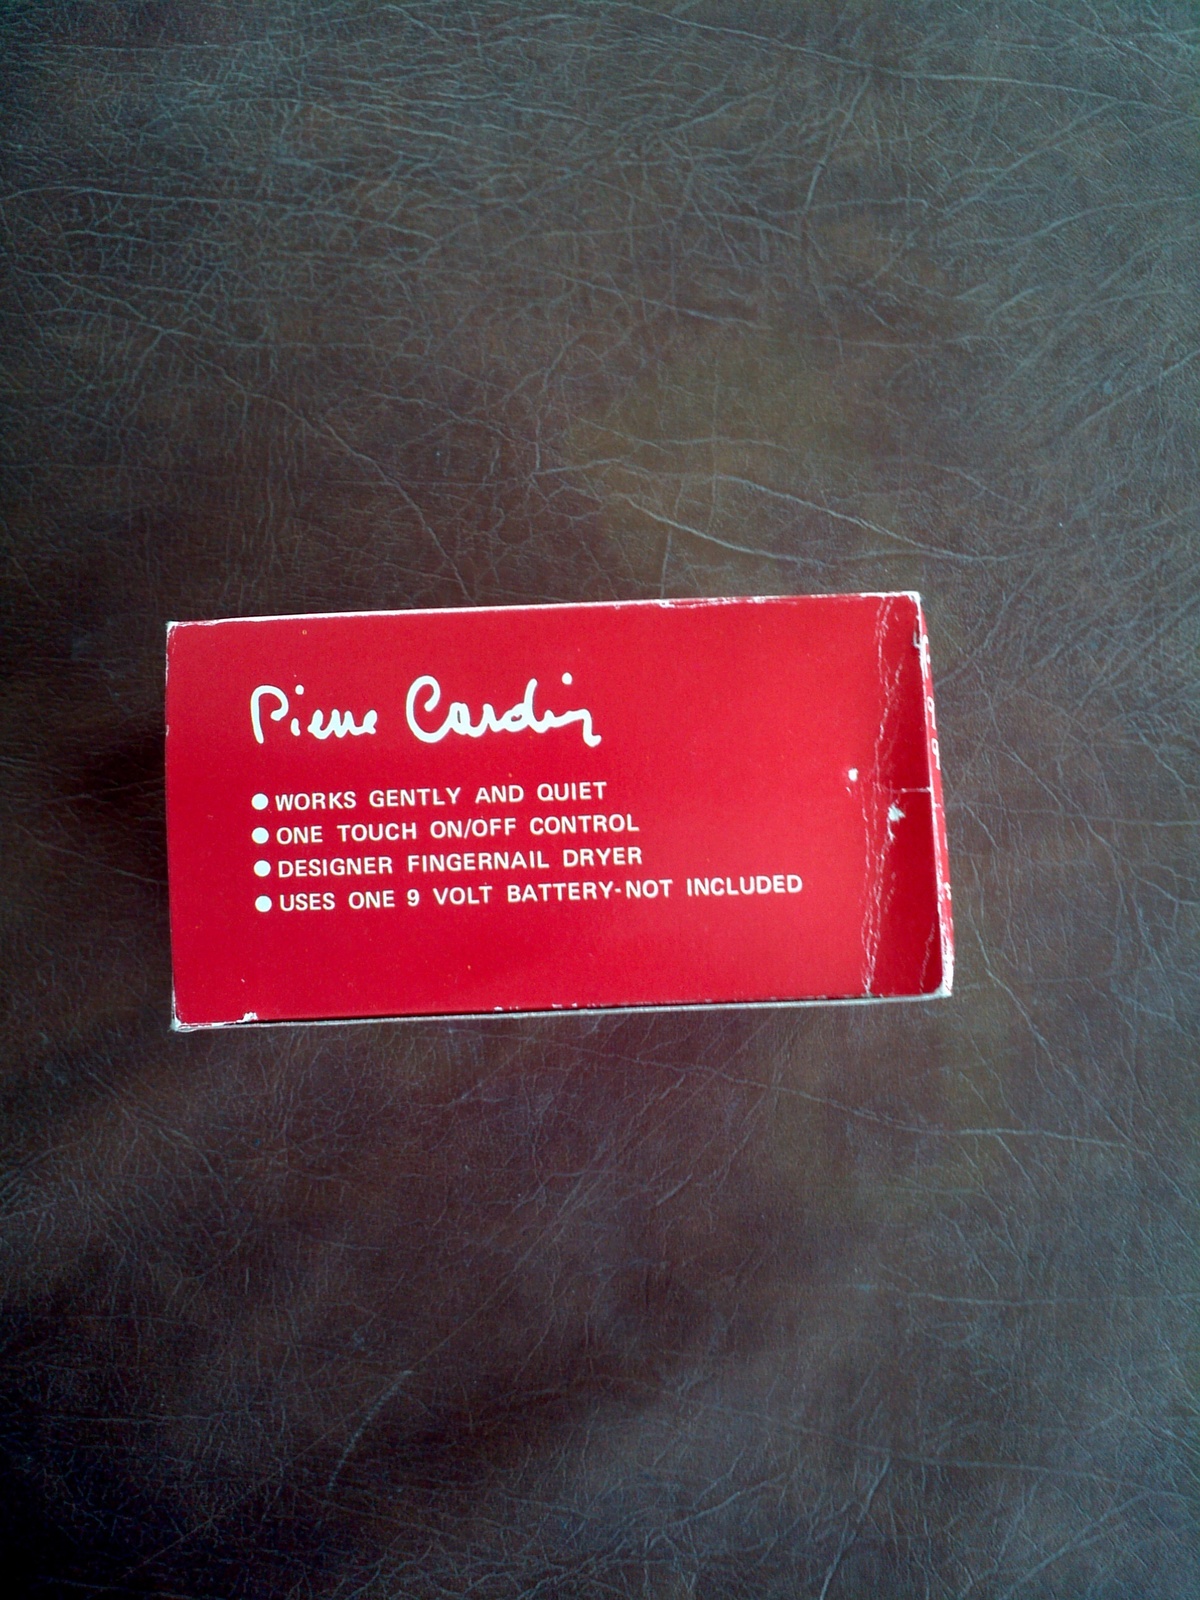 Pierre Cardin
● WORKS GENTLY AND QUIET
● ONE TOUCH ON/OFF CONTROL
● DESIGNER FINGERNAIL DRYER
● USES ONE 9 VOLT BATTERY-NOT INCLUDED